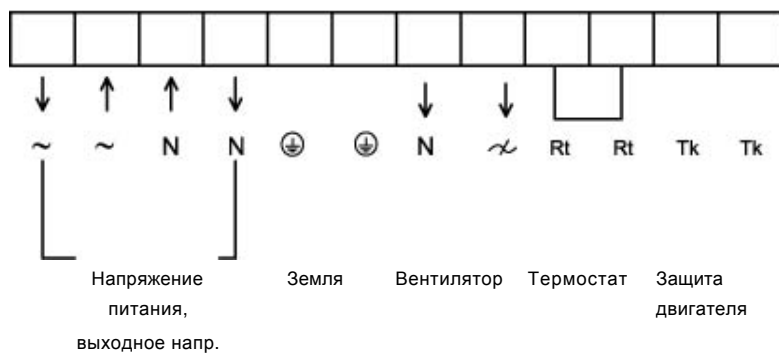 ~ ~ N N N Rt Rt Tk Tk
Напряжение Земля Вентилятор Термостат Защита
питания, двигателя
выходное напр.